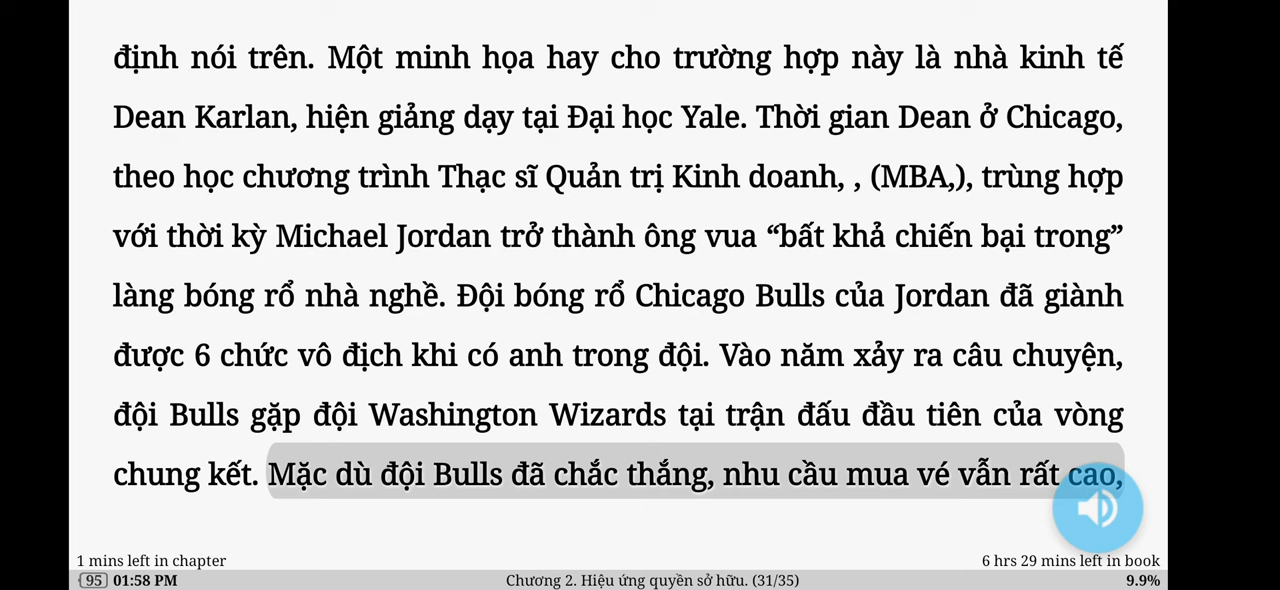 định nói trên. Một minh họa hay cho trường hợp này là nhà kinh tế
Dean Karlan, hiện giảng dạy tại Đại học Yale. Thời gian Dean ở Chicago,
theo học chương trình Thạc sĩ Quản trị Kinh doanh, , (MBA,), trùng hợp
với thời kỳ Michael Jordan trở thành ông vua “bất khả chiến bại trong”
làng bóng rổ nhà nghề. Đội bóng rổ Chicago Bulls của Jordan đã giành
được 6 chức vô địch khi có anh trong đội. Vào năm xảy ra câu chuyện,
đội Bulls gặp đội Washington Wizards tại trận đấu đầu tiên của vòng
chung kết. Mặc dù đội Bulls đã chắc thắng, nhu cầu mua vé vẫn rất cao,
1 mins left in chapter 6 hrs 29 mins left in book
95 01:58 PM Chương 2. Hiệu ứng quyền sở hữu. (31/35) 9.9%